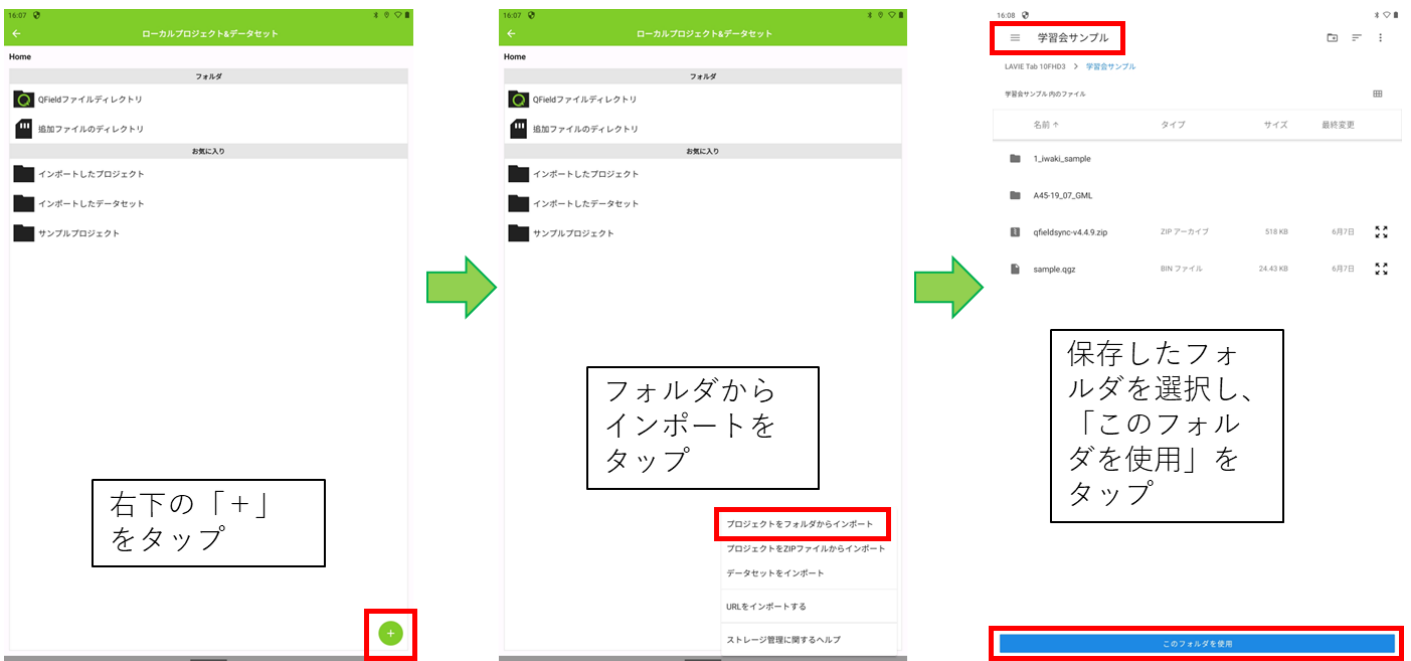 16:07
ローカルプロジェクト&データセット
Home
フォルダ
QFieldファイルディレクトリ
追加ファイルのディレクトリ
お気に入り
インポートしたプロジェクト
インポートしたデータセット
サンプルプロジェクト
右下の「+」
をタップ
+
16:07
ローカルプロジェクト&データセット
Home
フォルダ
QFieldファイルディレクトリ
追加ファイルのディレクトリ
お気に入り
インポートしたプロジェクト
インポートしたデータセット
サンプルプロジェクト
フォルダから
インポートを
タップ
プロジェクトをフォルダからインポート
プロジェクトをZIPファイルからインポート
データセットをインポート
URLをインポートする
ストレージ管理に関するヘルプ
16:08
学習会サンプル
LAVIE Tab 10FHD3 > 学習会サンプル
学習会サンプル内のファイル
名前 ↑ タイプ サイズ 最終変更
1_iwaki_sample
A45-19_07_GML
qfieldsync-v4.4.9.zip ZIP アーカイブ 518 KB 6月7日
sample.qgz BIN ファイル 24.43 KB 6月7日
保存したフォ
ルダを選択し、
「このフォル
ダを使用」を
タップ
このフォルダを使用